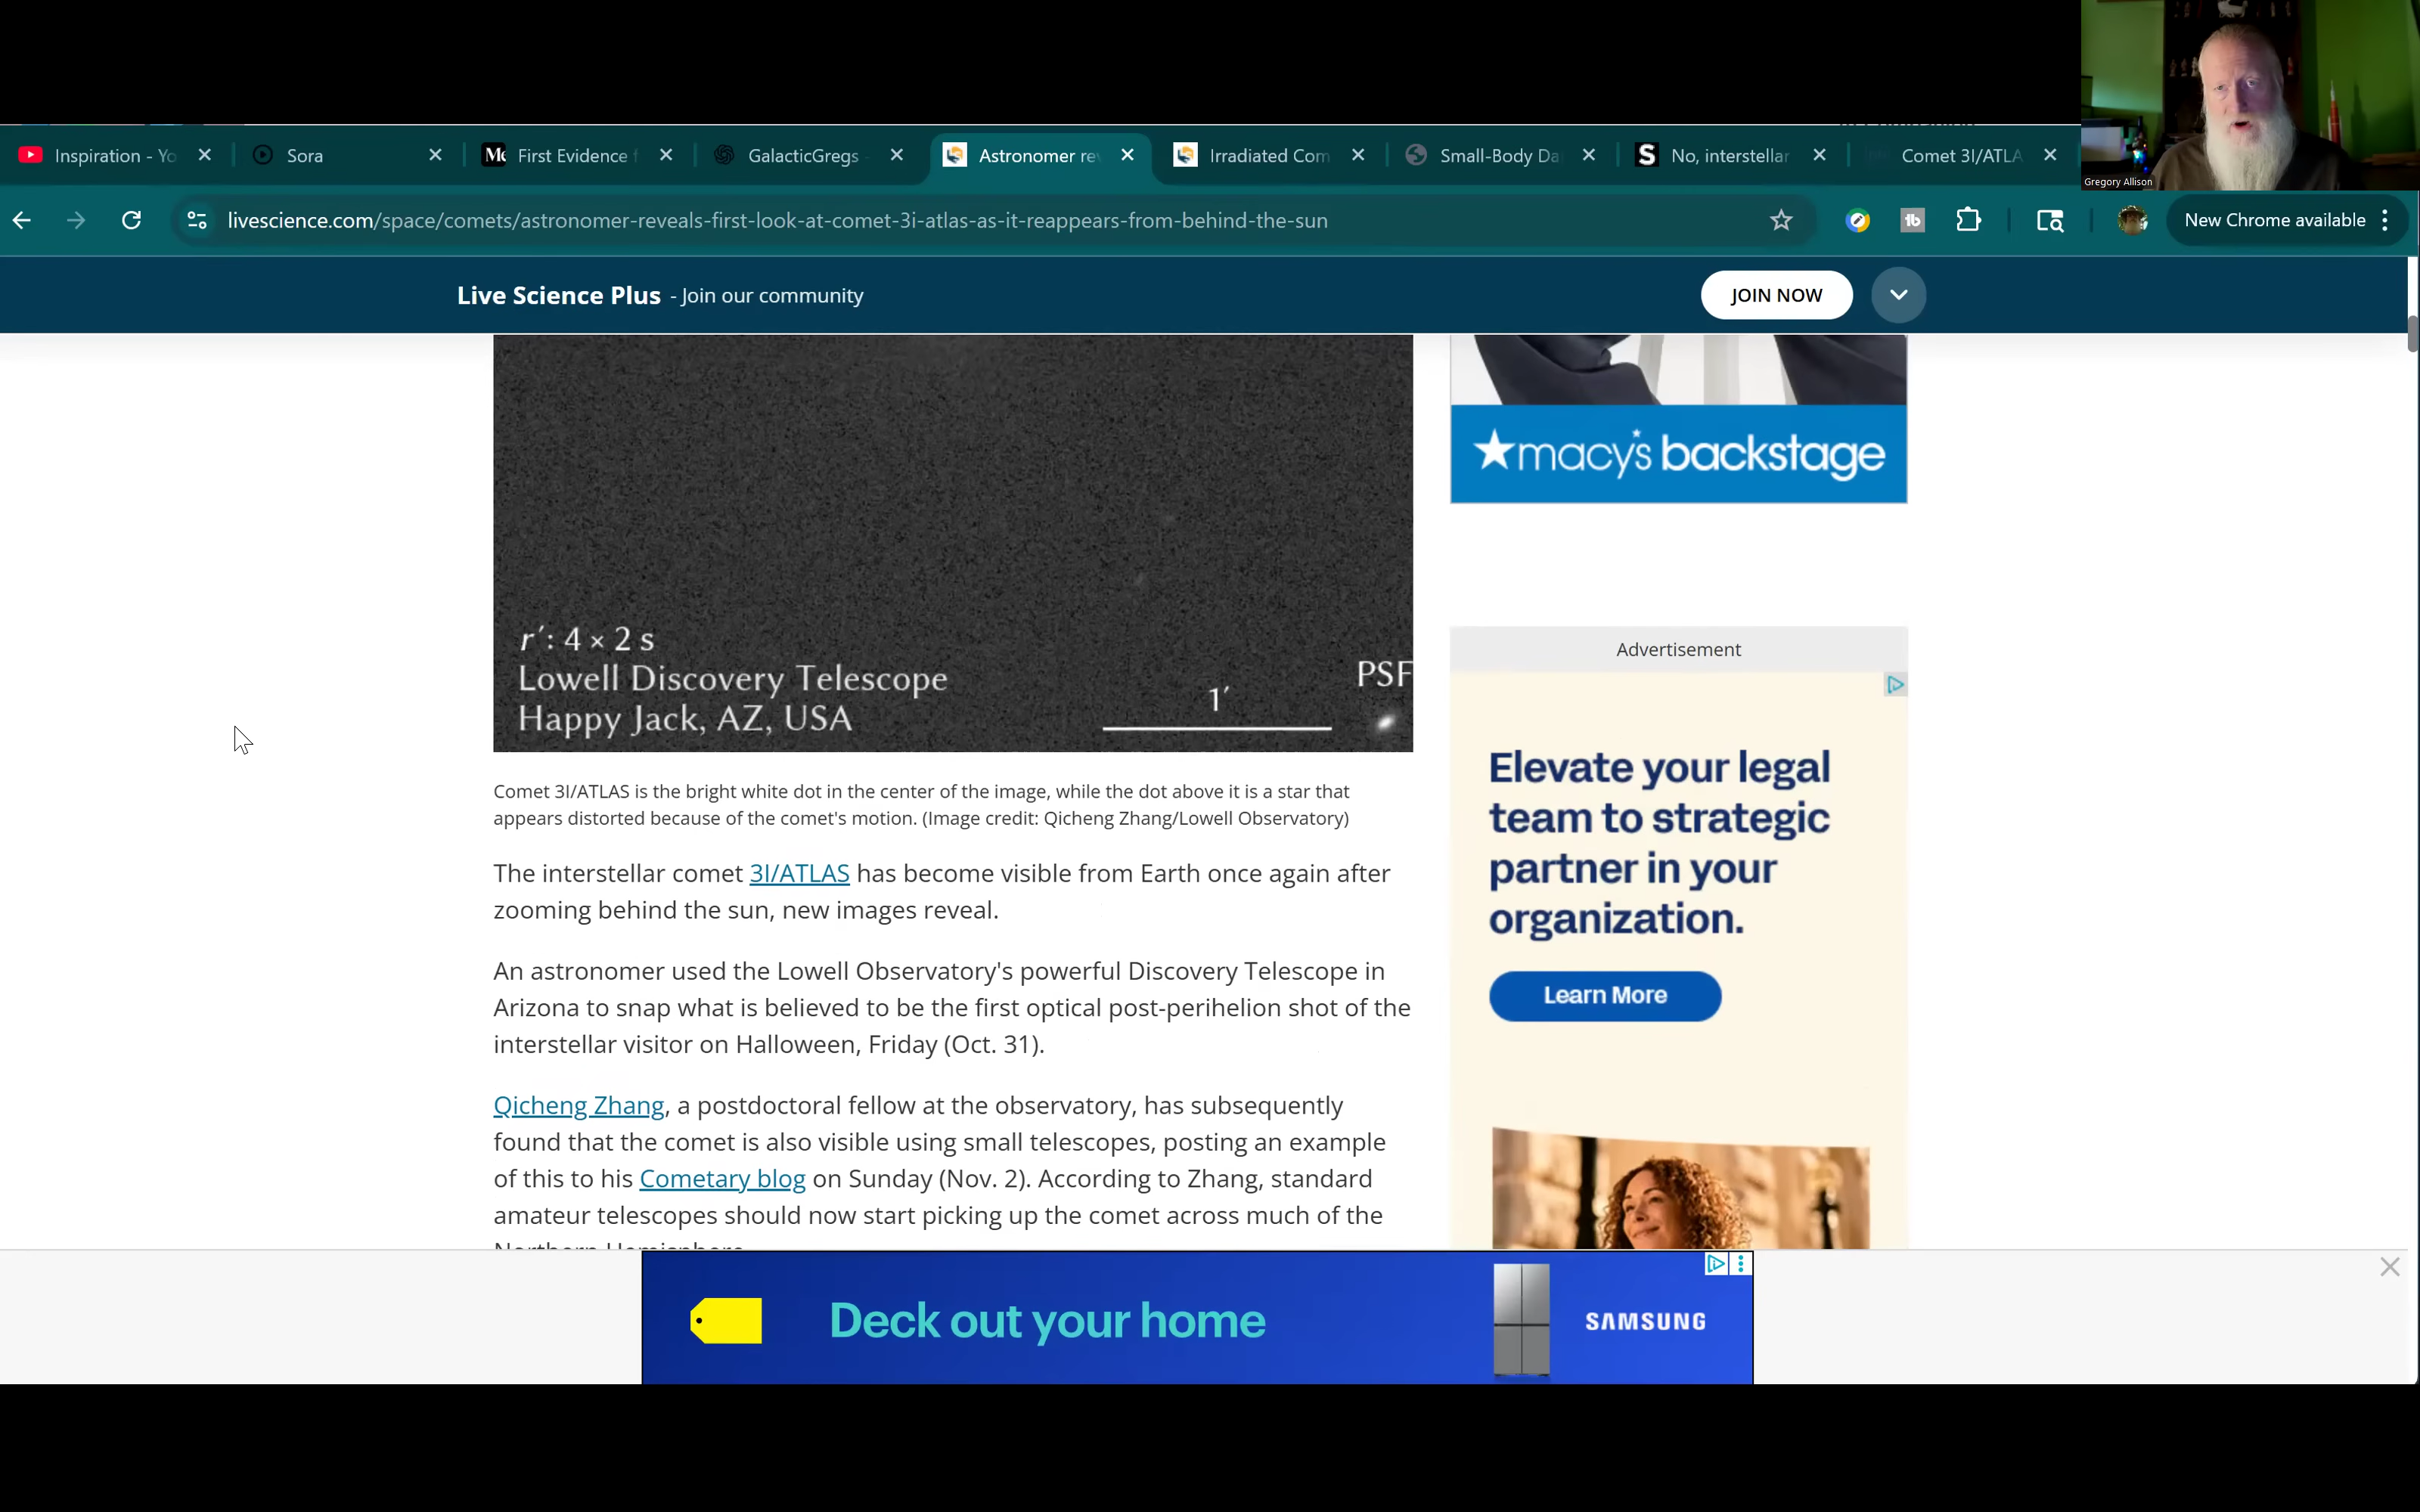 Inspiration - Yo
Sora
First Evidence f
GalacticGregs
Astronomer re
Irradiated Com
Small-Body Da
S No, interstellar
Comet 3I/ATLA
Gregory Allison
livescience.com/space/comets/astronomer-reveals-first-look-at-comet-3i-atlas-as-it-reappears-from-behind-the-sun
New Chrome available
Live Science Plus - Join our community
JOIN NOW
r′: 4 × 2 s
Lowell Discovery Telescope
Happy Jack, AZ, USA
1′
PSF
Comet 3I/ATLAS is the bright white dot in the center of the image, while the dot above it is a star that
appears distorted because of the comet's motion. (Image credit: Qicheng Zhang/Lowell Observatory)
The interstellar comet 3I/ATLAS has become visible from Earth once again after
zooming behind the sun, new images reveal.
An astronomer used the Lowell Observatory's powerful Discovery Telescope in
Arizona to snap what is believed to be the first optical post-perihelion shot of the
interstellar visitor on Halloween, Friday (Oct. 31).
Qicheng Zhang, a postdoctoral fellow at the observatory, has subsequently
found that the comet is also visible using small telescopes, posting an example
of this to his Cometary blog on Sunday (Nov. 2). According to Zhang, standard
amateur telescopes should now start picking up the comet across much of the
macy's backstage
Advertisement
Elevate your legal
team to strategic
partner in your
organization.
Learn More
Deck out your home
SAMSUNG